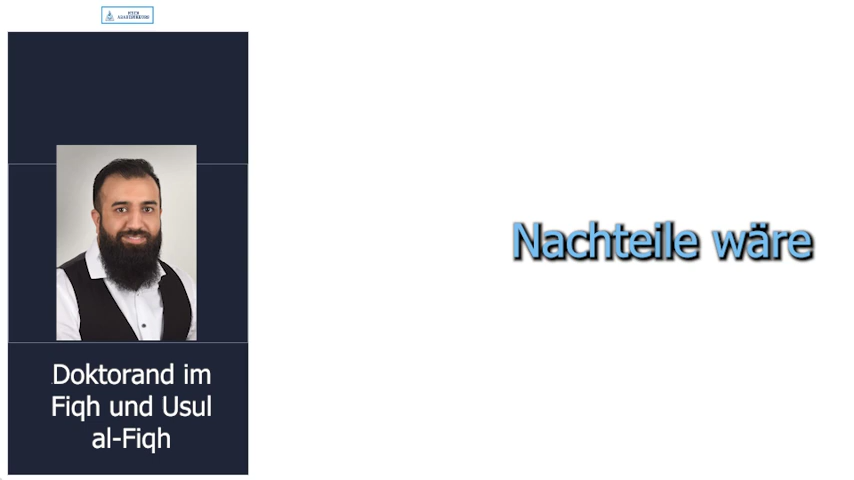 Doktorand im
Fiqh und Usul
al-Fiqh
Nachteile wäre